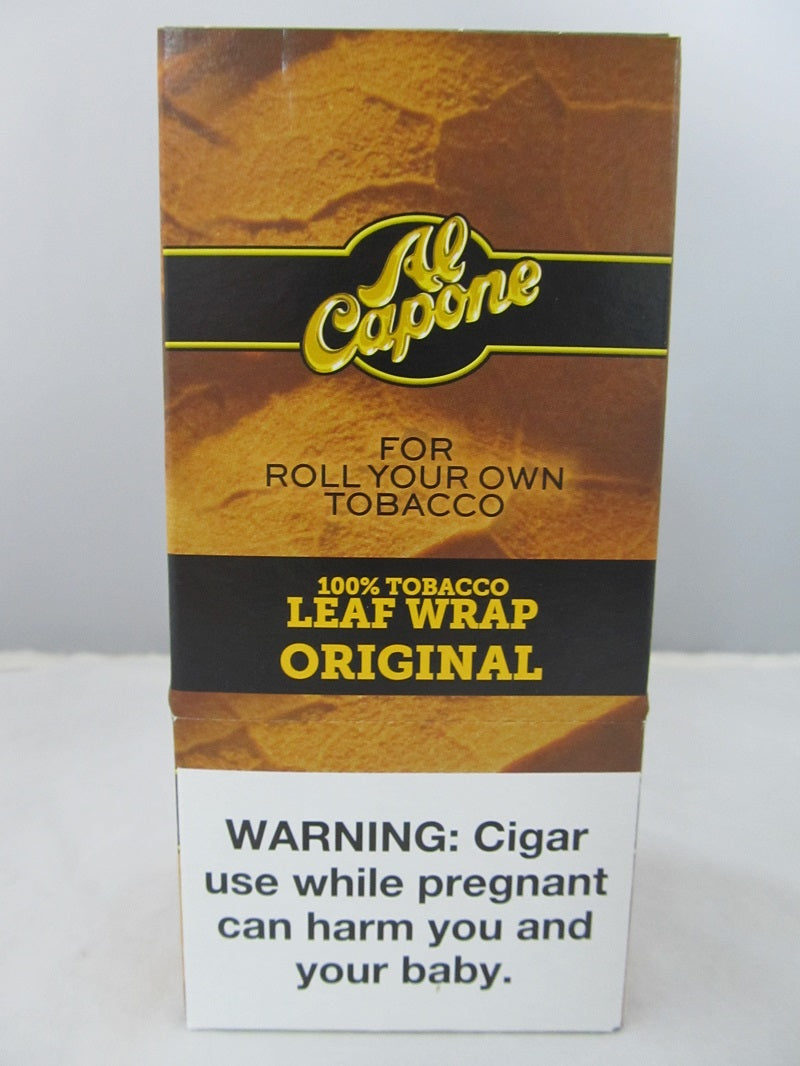 Al
Capone
FOR
ROLL YOUR OWN
TOBACCO
100% TOBACCO
LEAF WRAP
ORIGINAL
WARNING: Cigar
use while pregnant
can harm you and
your baby.